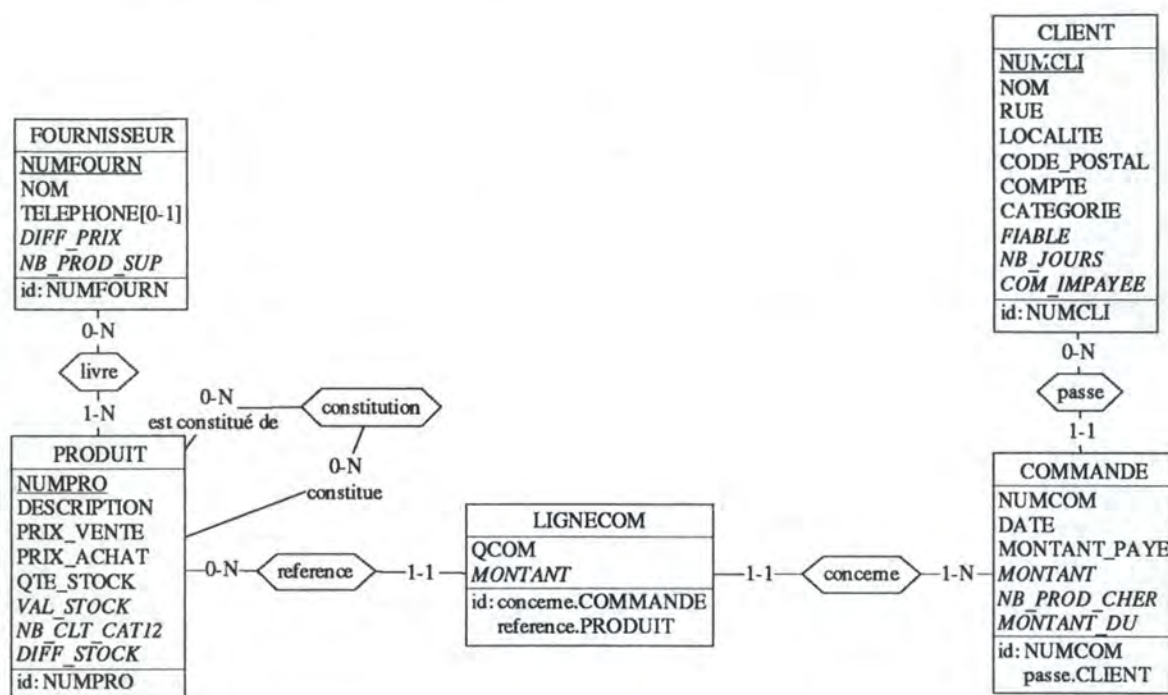 CLIENT
NUMCLI
NOM
RUE
LOCALITE
CODE_POSTAL
COMPTE
CATEGORIE
FIABLE
NB_JOURS
COM_IMPAYEE
id: NUMCLI
FOURNISSEUR
NUMFOURN
NOM
TELEPHONE[0-1]
DIFF_PRIX
NB_PROD_SUP
id: NUMFOURN
0-N
livre
1-N
0-N
est constitué de
constitution
0-N
constitue
0-N
passe
1-1
PRODUIT
NUMPRO
DESCRIPTION
PRIX_VENTE
PRIX_ACHAT
QTE_STOCK
VAL_STOCK
NB_CLT_CAT12
DIFF_STOCK
id: NUMPRO
0-N
reference
1-1
LIGNECOM
QCOM
MONTANT
id: concerne.COMMANDE
reference.PRODUIT
1-1
concerne
1-N
COMMANDE
NUMCOM
DATE
MONTANT_PAYE
MONTANT
NB_PROD_CHER
MONTANT_DU
id: NUMCOM
passe.CLIENT